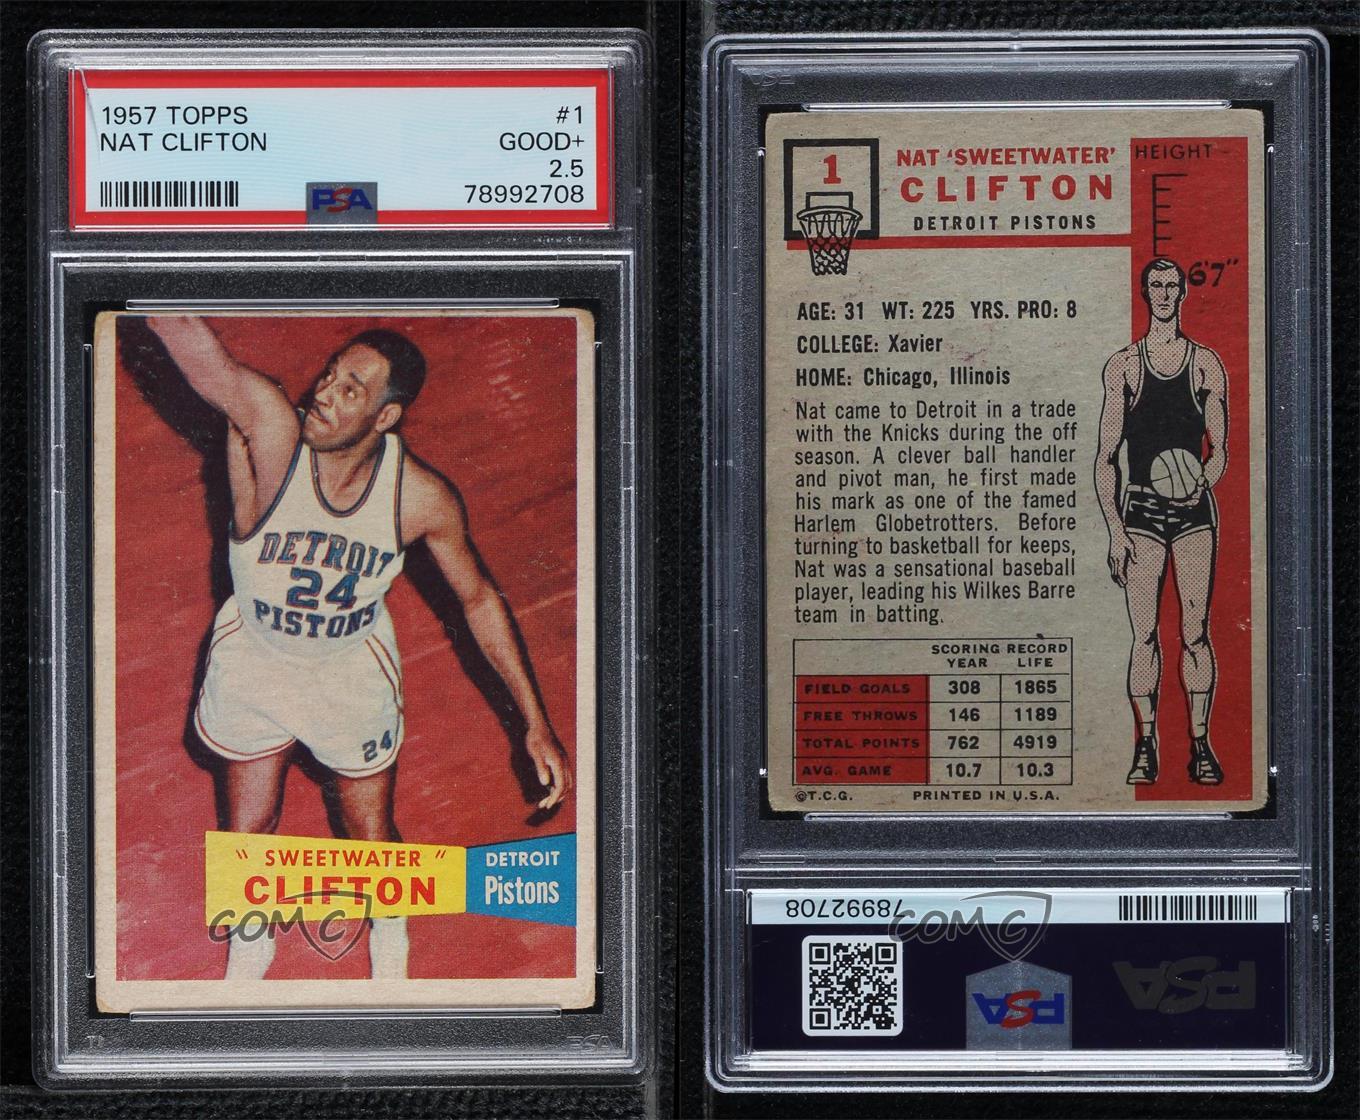 1957 TOPPS #1
NAT CLIFTON GOOD+
2.5
78992708
PSA
DETROIT
24
PISTONS
24
" SWEETWATER "
CLIFTON
DETROIT
Pistons
COMC
PSA
1
NAT 'SWEETWATER'
CLIFTON
DETROIT PISTONS
HEIGHT-
6'7"
AGE: 31 WT: 225 YRS. PRO: 8
COLLEGE: Xavier
HOME: Chicago, Illinois
Nat came to Detroit in a trade
with the Knicks during the off
season. A clever ball handler
and pivot man, he first made
his mark as one of the famed
Harlem Globetrotters. Before
turning to basketball for keeps,
Nat was a sensational baseball
player, leading his Wilkes Barre
team in batting.
SCORING RECORD
YEAR LIFE
FIELD GOALS 308 1865
FREE THROWS 146 1189
TOTAL POINTS 762 4919
AVG. GAME 10.7 10.3
©T.C.G. PRINTED IN U.S.A.
78992708
COMC
PSA
PSA